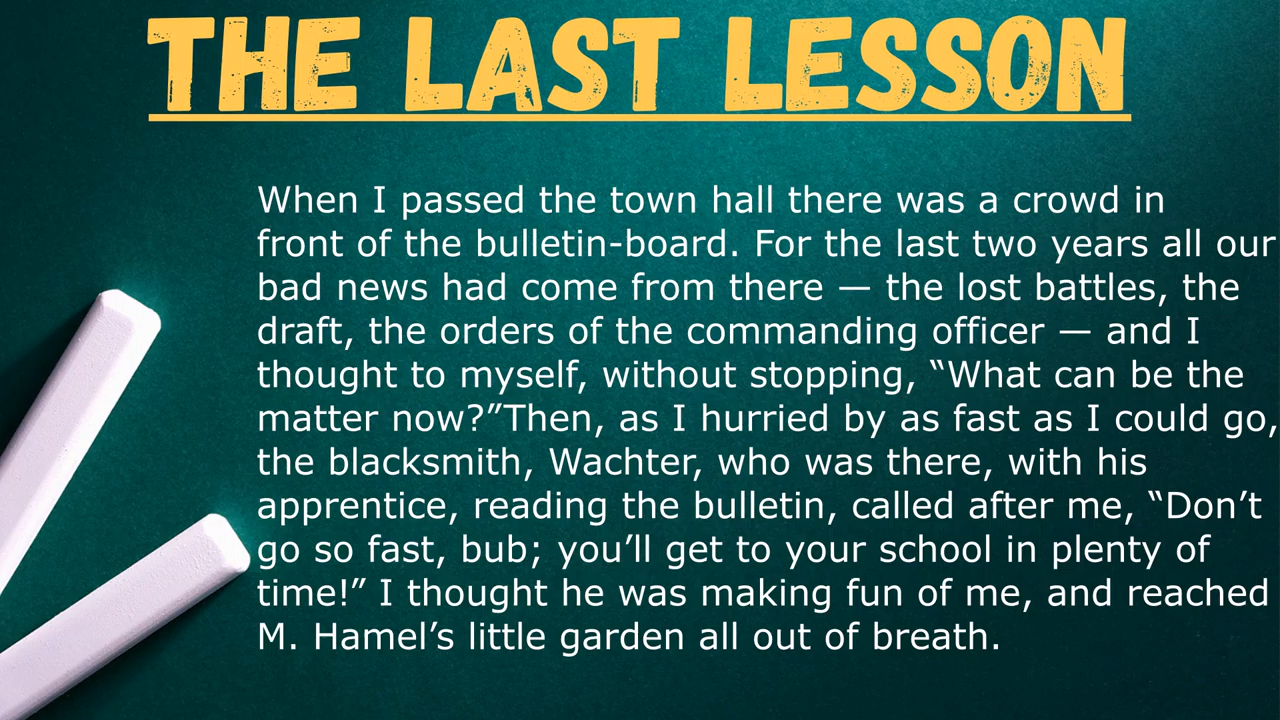 THE LAST LESSON
When I passed the town hall there was a crowd in
front of the bulletin-board. For the last two years all our
bad news had come from there — the lost battles, the
draft, the orders of the commanding officer — and I
thought to myself, without stopping, “What can be the
matter now?”Then, as I hurried by as fast as I could go,
the blacksmith, Wachter, who was there, with his
apprentice, reading the bulletin, called after me, “Don’t
go so fast, bub; you’ll get to your school in plenty of
time!” I thought he was making fun of me, and reached
M. Hamel’s little garden all out of breath.